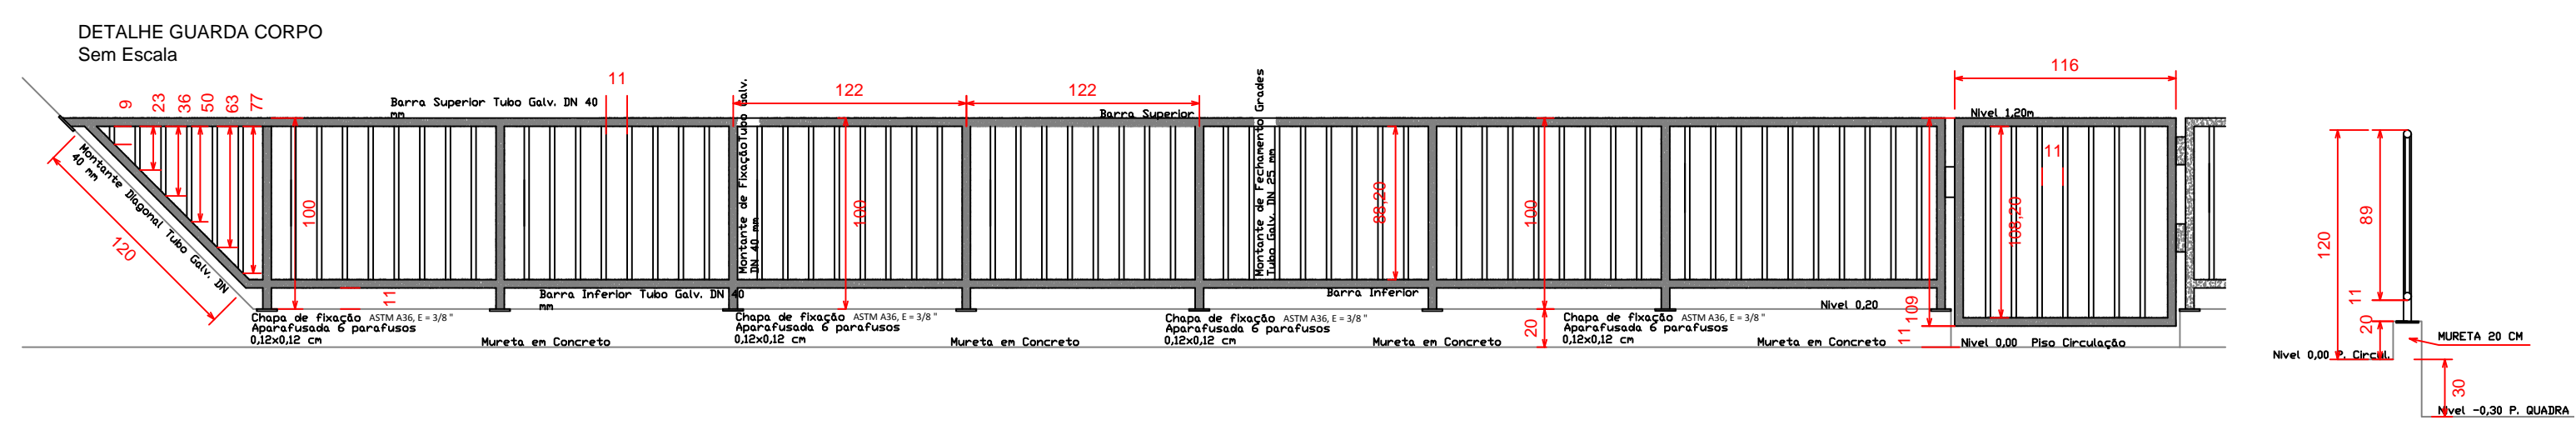 DETALHE GUARDA CORPO
Sem Escala
9
23
36
50
63
77
Barra Superior Tubo Galv. DN 40
mm
11
122
122
Barra Superior
116
Nivel 1,20m
Montante Diagonal Tubo Galv. DN
40 mm
120
100
Montante de Fixação Tubo Galv.
DN 40 mm
100
Montante de Fechamento Grades
Tubo Galv. DN 25 mm
88,20
100
11
108,20
109
11
11
Barra Inferior Tubo Galv. DN 40
mm
Barra Inferior
Nivel 0,20
20
Chapa de fixação ASTM A36, E = 3/8 "
Aparafusada 6 parafusos
0,12x0,12 cm
Chapa de fixação ASTM A36, E = 3/8 "
Aparafusada 6 parafusos
0,12x0,12 cm
Chapa de fixação ASTM A36, E = 3/8 "
Aparafusada 6 parafusos
0,12x0,12 cm
Chapa de fixação ASTM A36, E = 3/8 "
Aparafusada 6 parafusos
0,12x0,12 cm
Mureta em Concreto
Mureta em Concreto
Mureta em Concreto
Mureta em Concreto
Nivel 0,00 Piso Circulação
120
89
11
20
MURETA 20 CM
Nivel 0,00 P. Circul.
30
Nivel -0,30 P. QUADRA